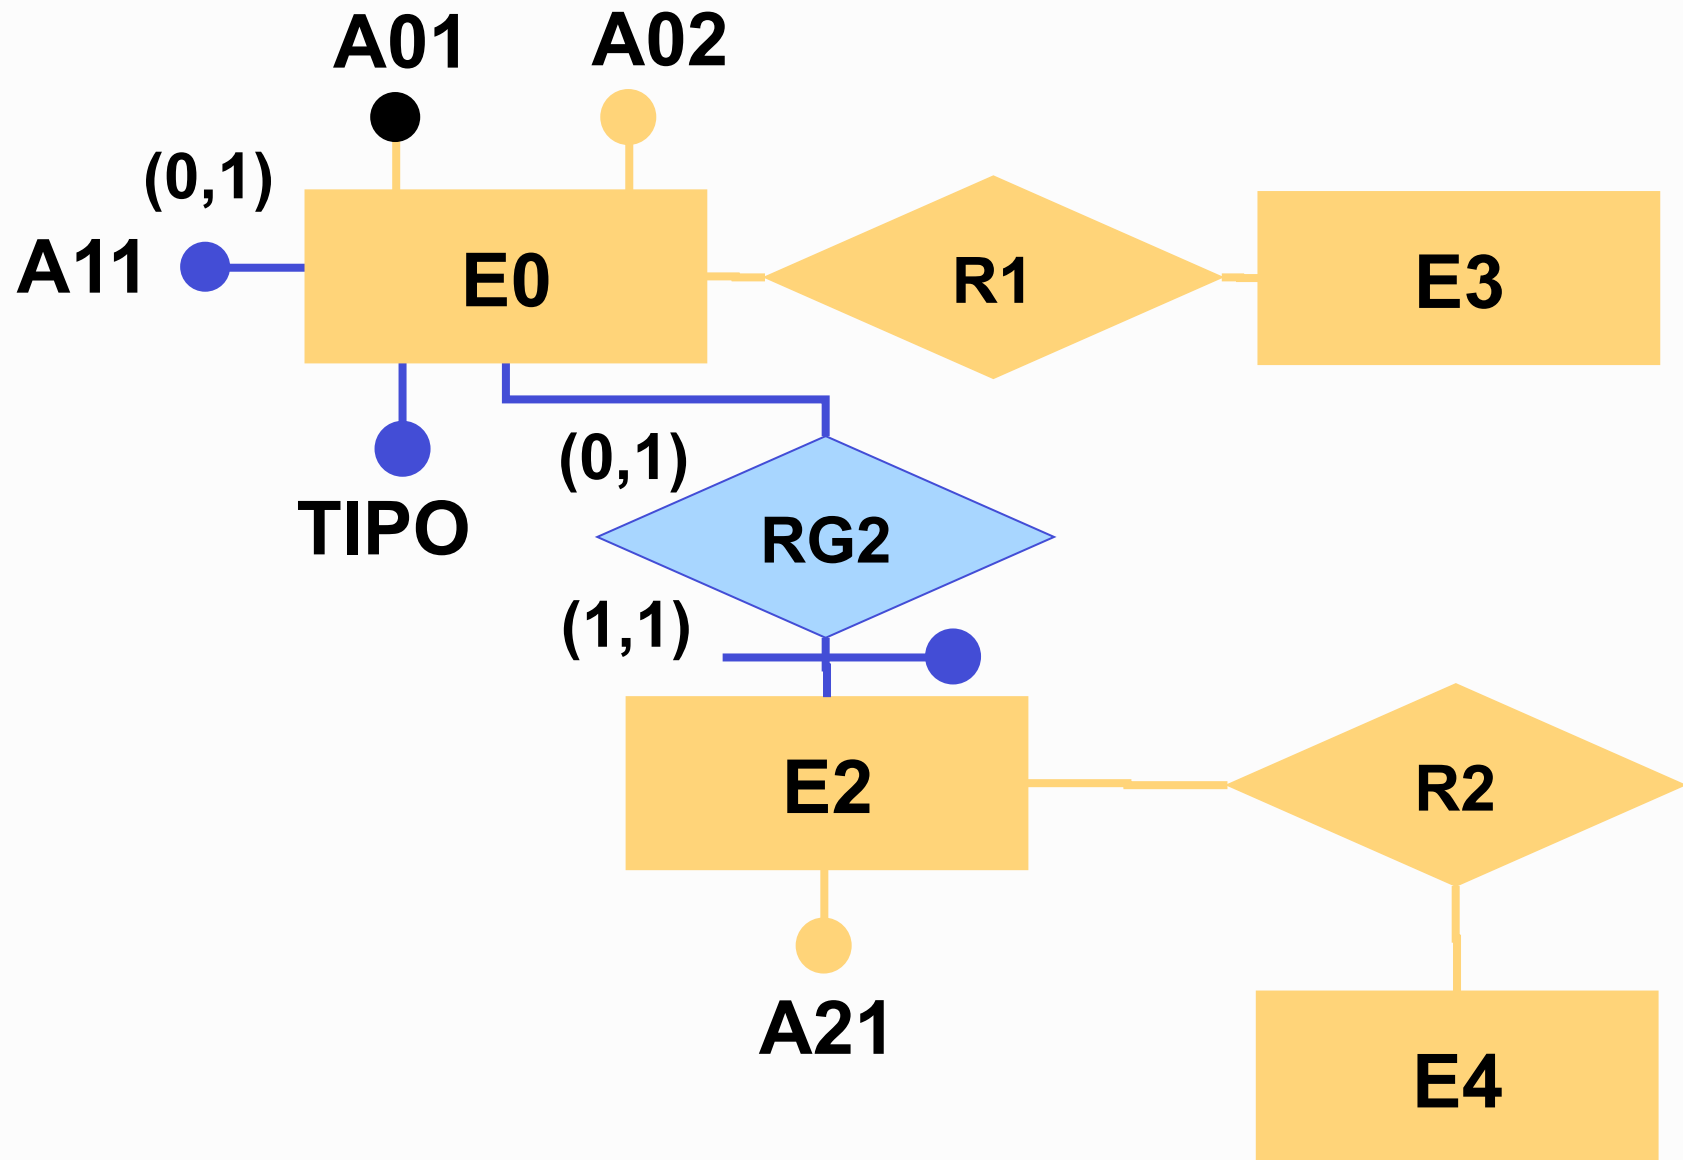 A01
A02
(0,1)
A11
E0
R1
E3
(0,1)
TIPO
RG2
(1,1)
E2
R2
A21
E4